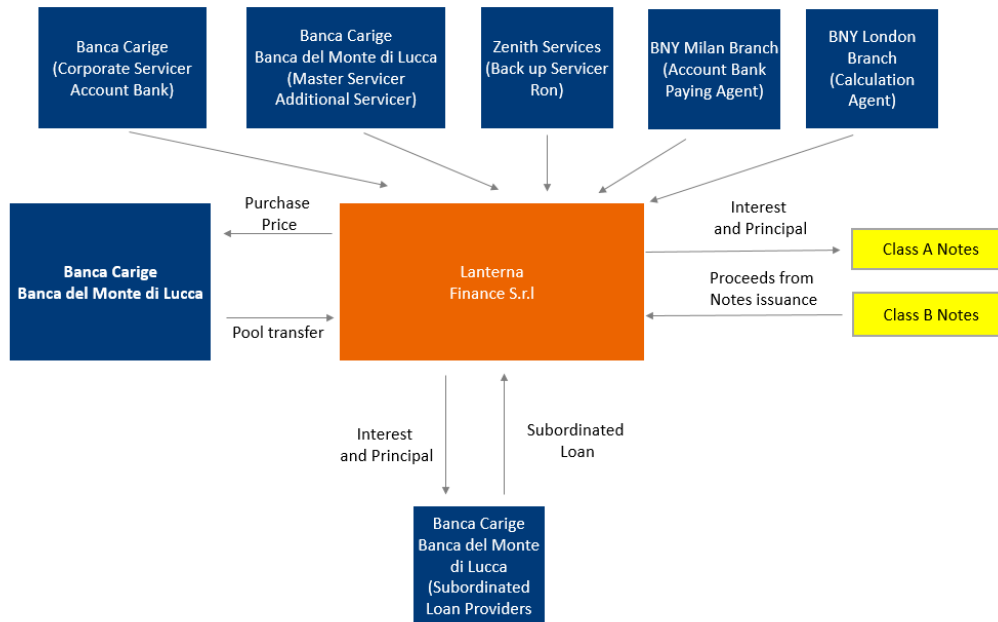 Banca Carige
(Corporate Servicer
Account Bank)
Banca Carige
Banca del Monte di Lucca
(Master Servicer
Additional Servicer)
Zenith Services
(Back up Servicer
Ron)
BNY Milan Branch
(Account Bank
Paying Agent)
BNY London
Branch
(Calculation
Agent)
Purchase
Price
Banca Carige
Banca del Monte di Lucca
Pool transfer
Lanterna
Finance S.r.l
Interest
and Principal
Proceeds from
Notes issuance
Class A Notes
Class B Notes
Interest
and Principal
Subordinated
Loan
Banca Carige
Banca del Monte
di Lucca
(Subordinated
Loan Providers